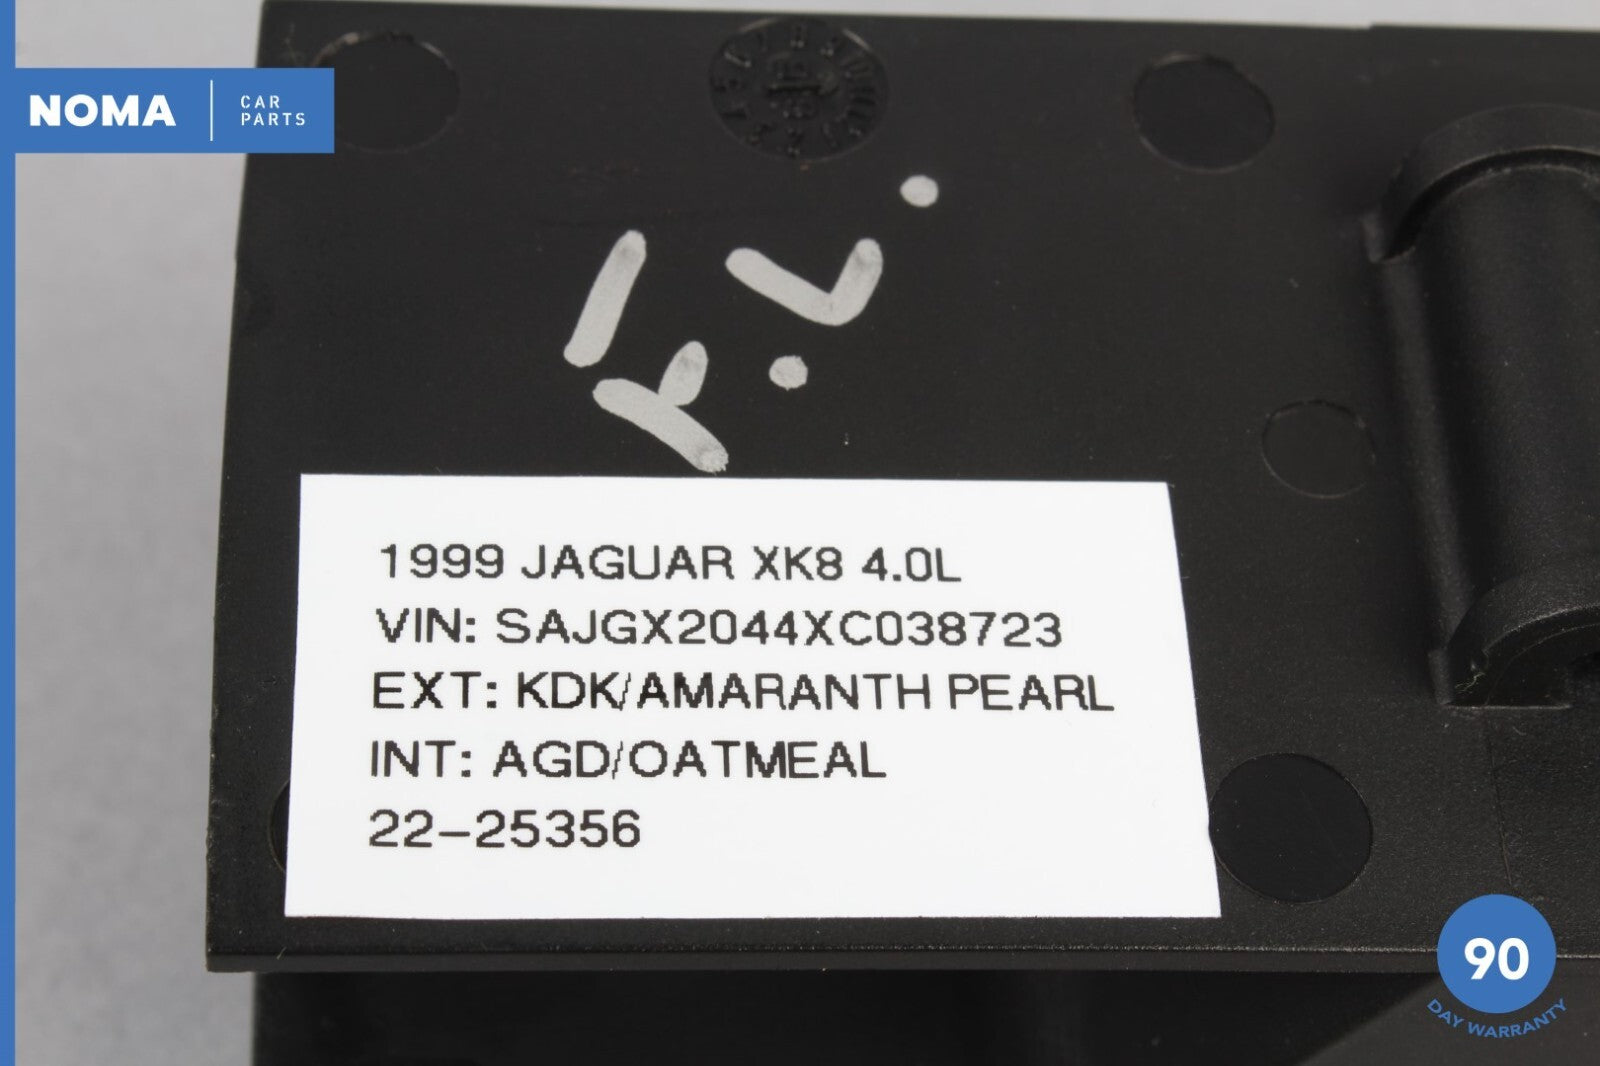 NOMA
CAR
PARTS
F.L.
1999 JAGUAR XK8 4.0L
VIN: SAJGX2044XC038723
EXT: KDK/AMARANTH PEARL
INT: AGD/OATMEAL
22-25356
90
DAY WARRANTY